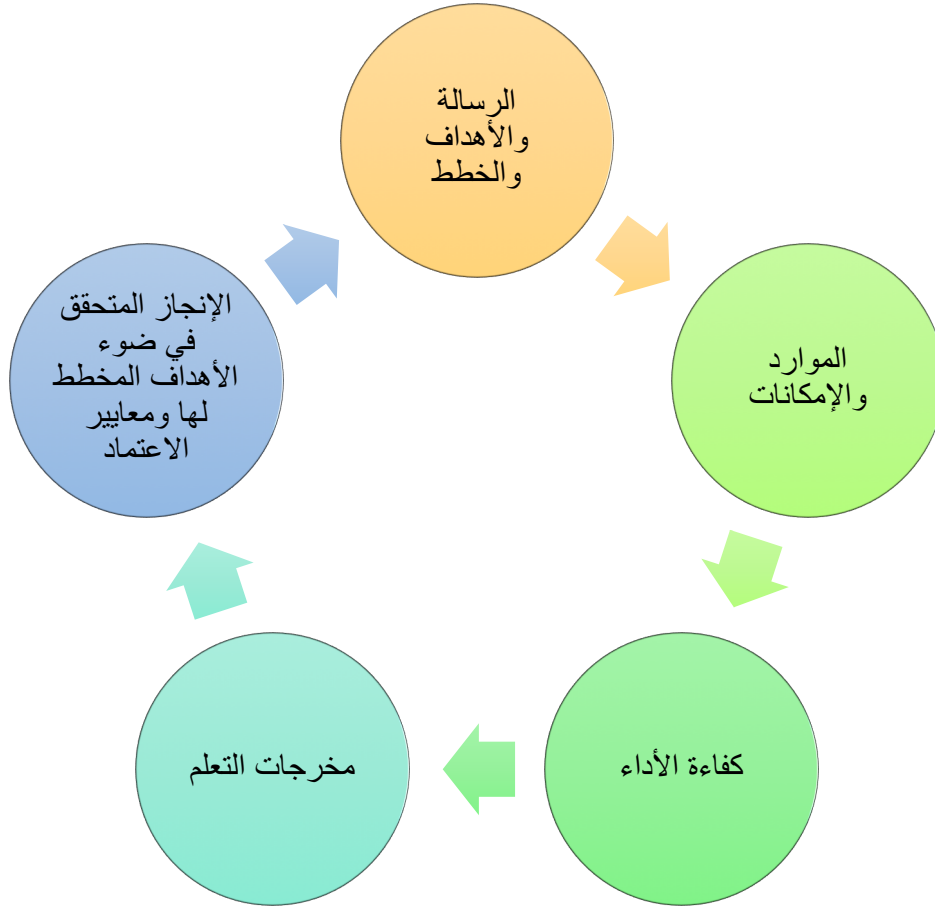 الرسالة
والأهداف
والخطط
الموارد
والإمكانات
كفاءة الأداء
مخرجات التعلم
الإنجاز المتحقق
في ضوء
الأهداف المخطط
لها ومعايير
الاعتماد